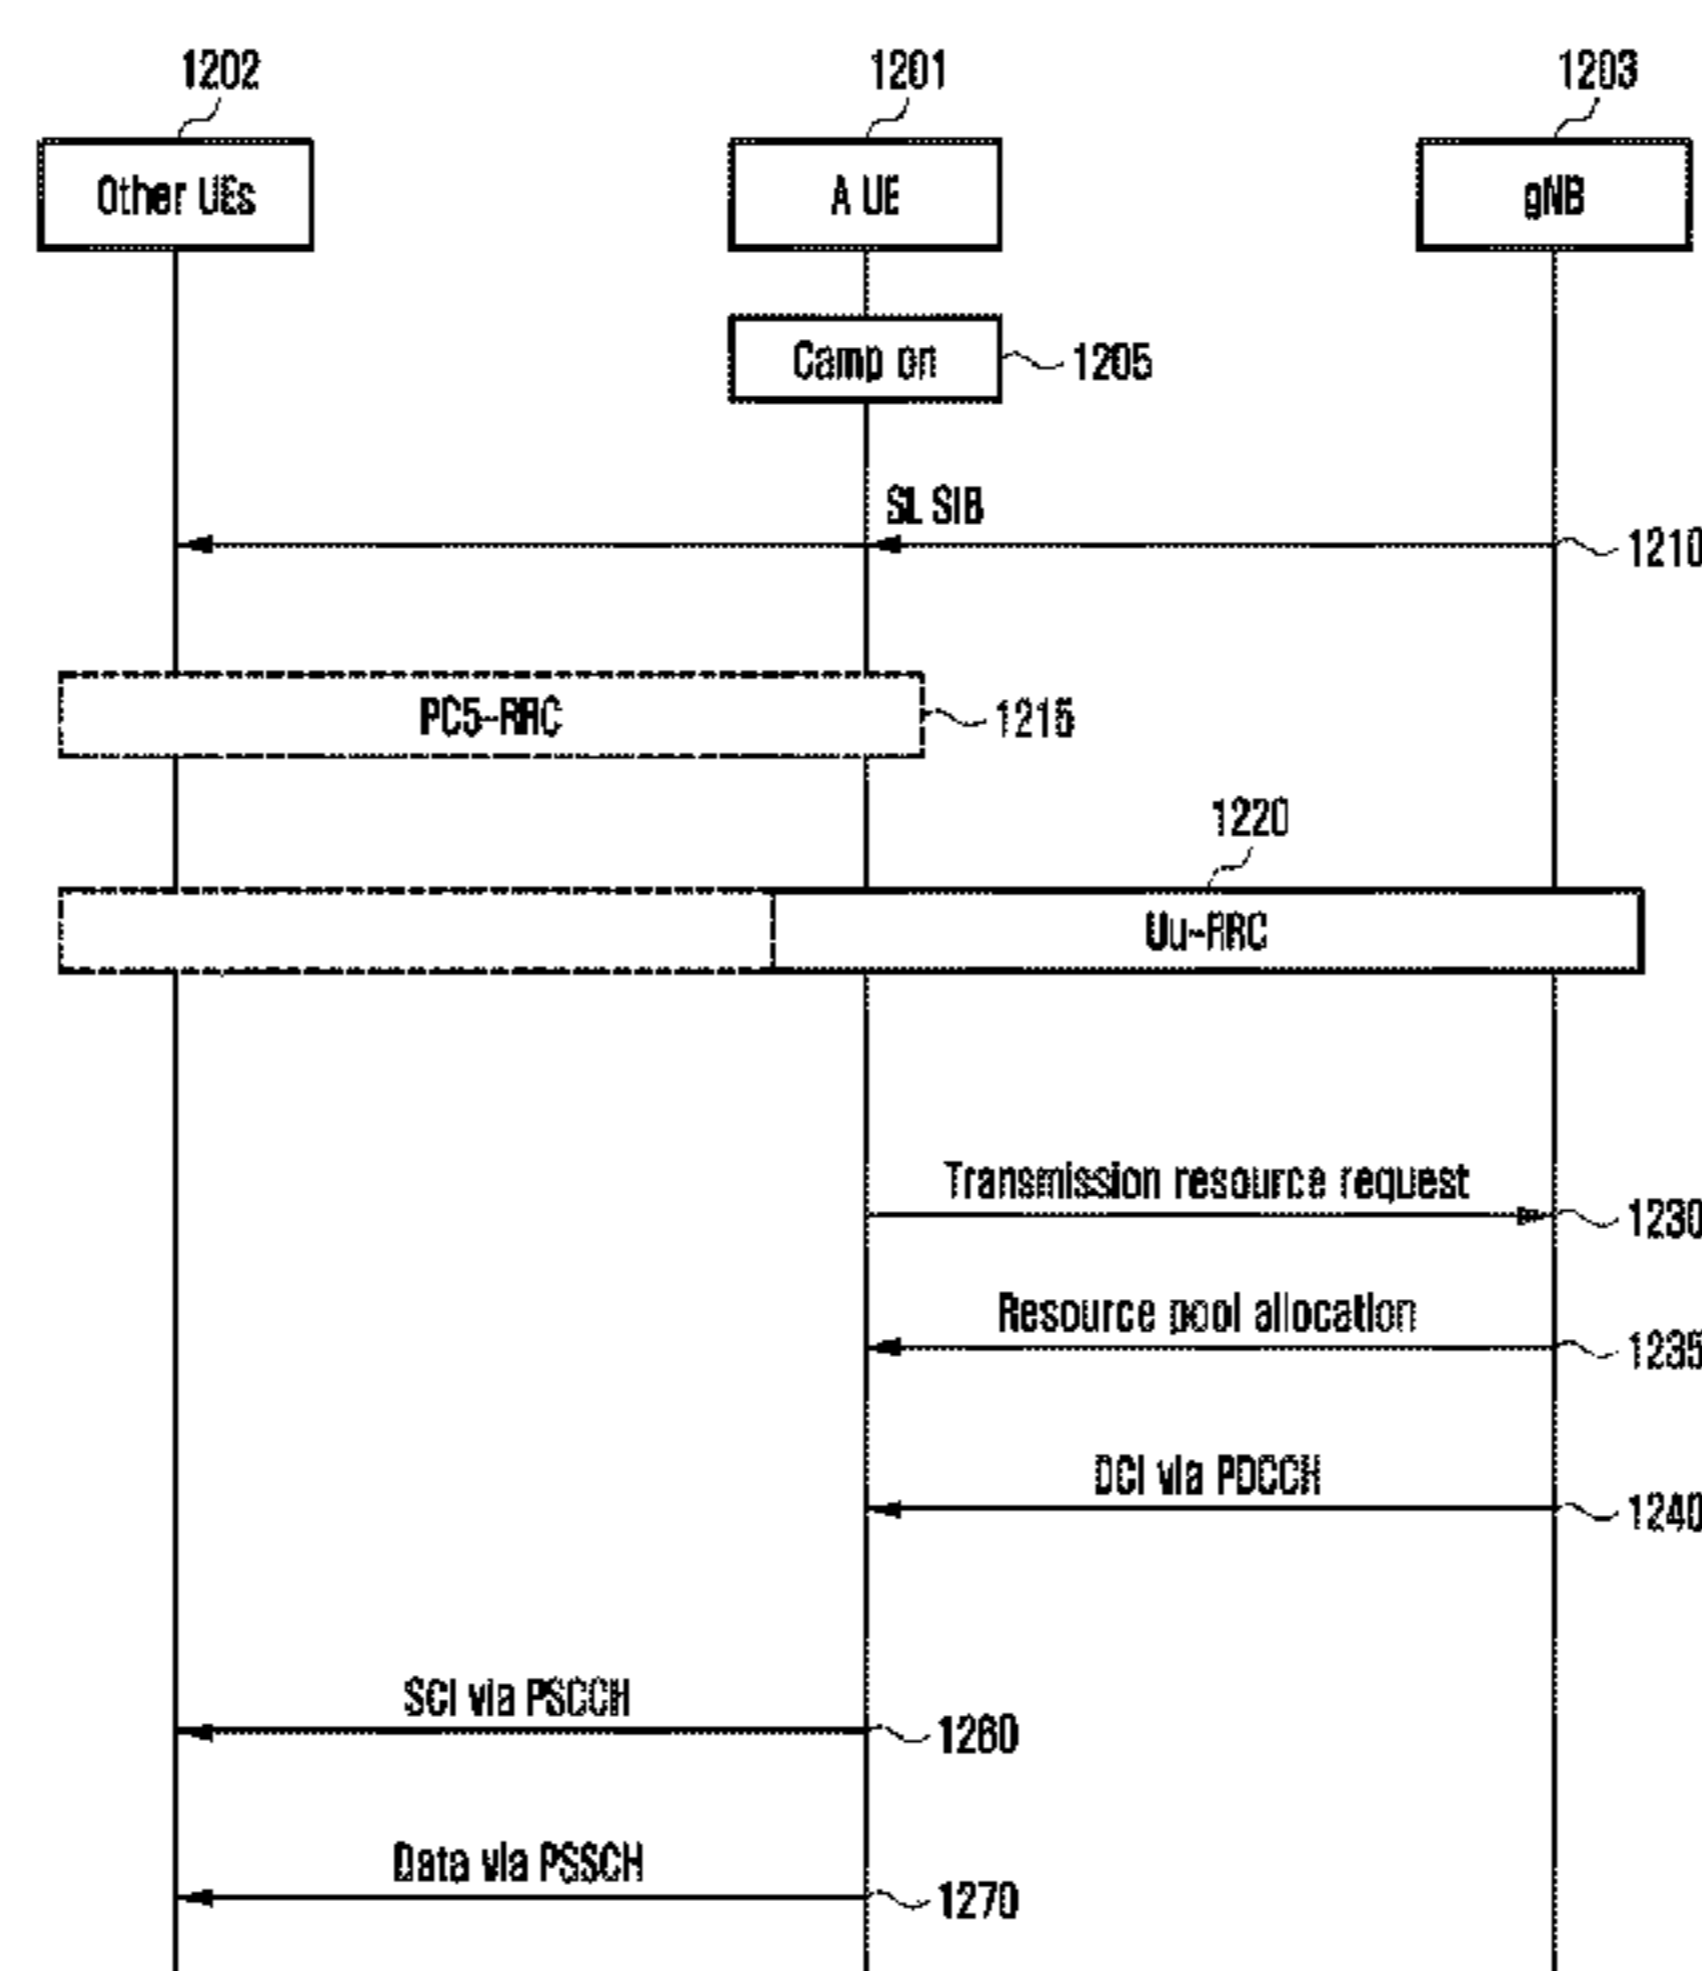 1202
1201
1203
Other UEs
A UE
gNB
Camp on
1205
SL SIB
1210
PC5-RRC
1215
1220
Uu-RRC
Transmission resource request
1230
Resource pool allocation
1235
DCI via PDCCH
1240
SCI via PSCCH
1260
Data via PSSCH
1270